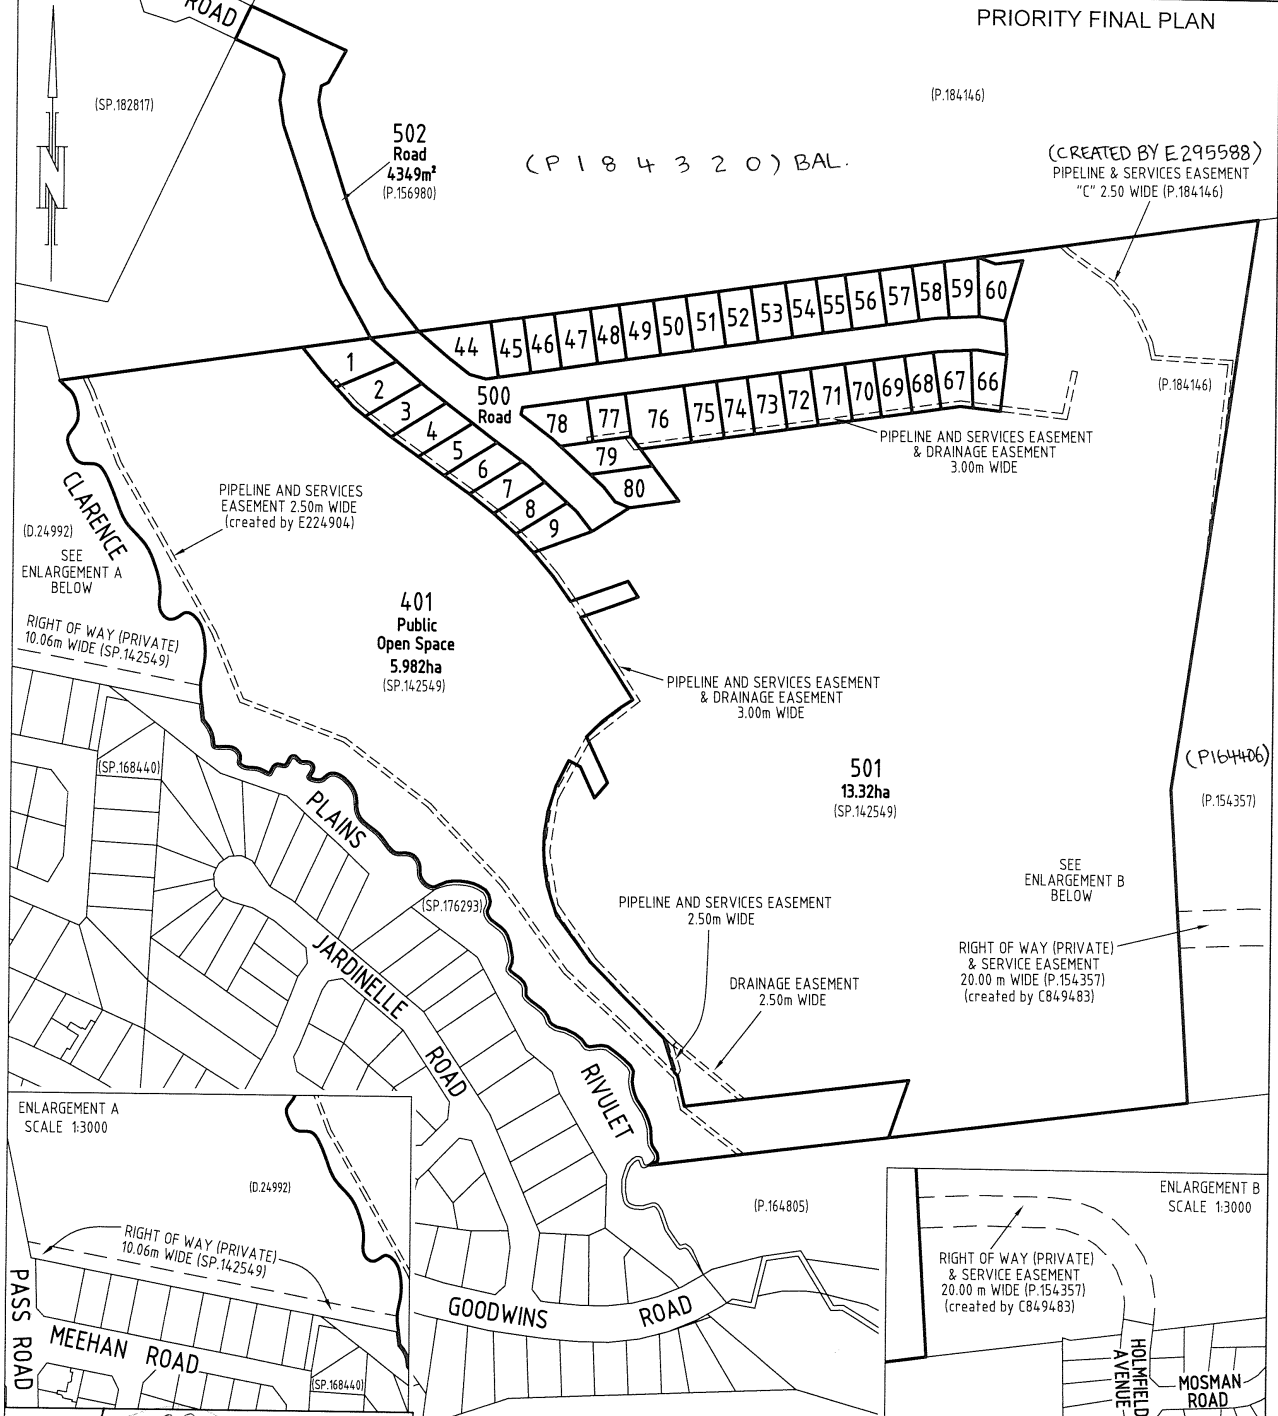 PRIORITY FINAL PLAN
ROAD
N
(SP.182817)
(P.184146)
502
Road
4349m²
(P.156980)
(P184320) BAL.
(CREATED BY E295588)
PIPELINE & SERVICES EASEMENT
"C" 2.50 WIDE (P.184146)
44 45 46 47 48 49 50 51 52 53 54 55 56 57 58 59 60
1
2
3
4
5
6
7
8
9
500
Road
78 77 76 75 74 73 72 71 70 69 68 67 66
79
80
(P.184146)
PIPELINE AND SERVICES EASEMENT
& DRAINAGE EASEMENT
3.00m WIDE
CLARENCE
PIPELINE AND SERVICES
EASEMENT 2.50m WIDE
(created by E224904)
(D.24992)
SEE
ENLARGEMENT A
BELOW
RIGHT OF WAY (PRIVATE)
10.06m WIDE (SP.142549)
401
Public
Open Space
5.982ha
(SP.142549)
PIPELINE AND SERVICES EASEMENT
& DRAINAGE EASEMENT
3.00m WIDE
(SP.168440)
501
13.32ha
(SP.142549)
(P164406)
(P.154357)
PLAINS
SEE
ENLARGEMENT B
BELOW
(SP.176293)
PIPELINE AND SERVICES EASEMENT
2.50m WIDE
JARDINELLE
ROAD
DRAINAGE EASEMENT
2.50m WIDE
RIGHT OF WAY (PRIVATE)
& SERVICE EASEMENT
20.00 m WIDE (P.154357)
(created by C849483)
RIVULET
(P.164805)
GOODWINS ROAD
ENLARGEMENT A
SCALE 1:3000
(D.24992)
RIGHT OF WAY (PRIVATE)
10.06m WIDE (SP.142549)
PASS ROAD
MEEHAN ROAD
(SP.168440)
ENLARGEMENT B
SCALE 1:3000
RIGHT OF WAY (PRIVATE)
& SERVICE EASEMENT
20.00 m WIDE (P.154357)
(created by C849483)
HOLMFIELD
AVENUE
MOSMAN
ROAD